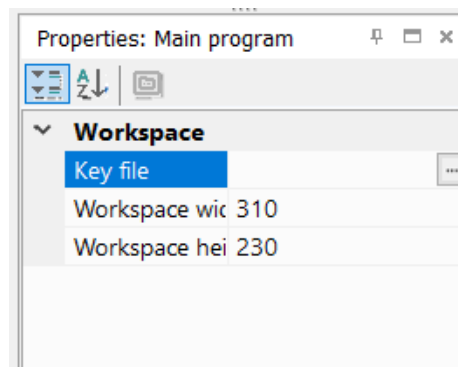 Properties: Main program
Workspace
Key file ...
Workspace wic 310
Workspace hei 230